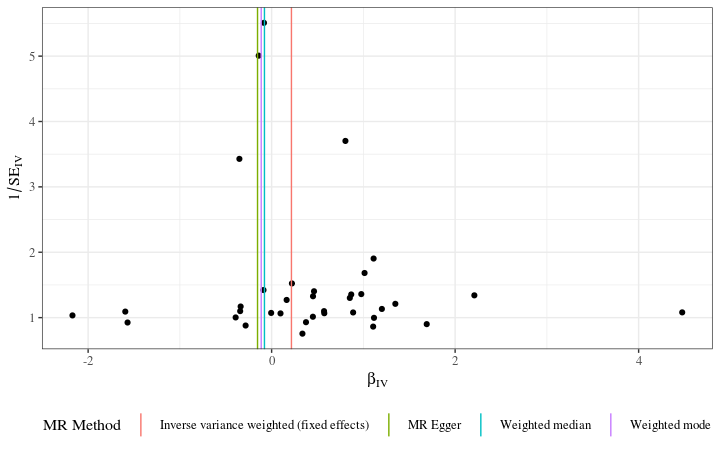 1/SE_IV
5
4
3
2
1
-2
0
2
4
β_IV
MR Method
Inverse variance weighted (fixed effects)
MR Egger
Weighted median
Weighted mode